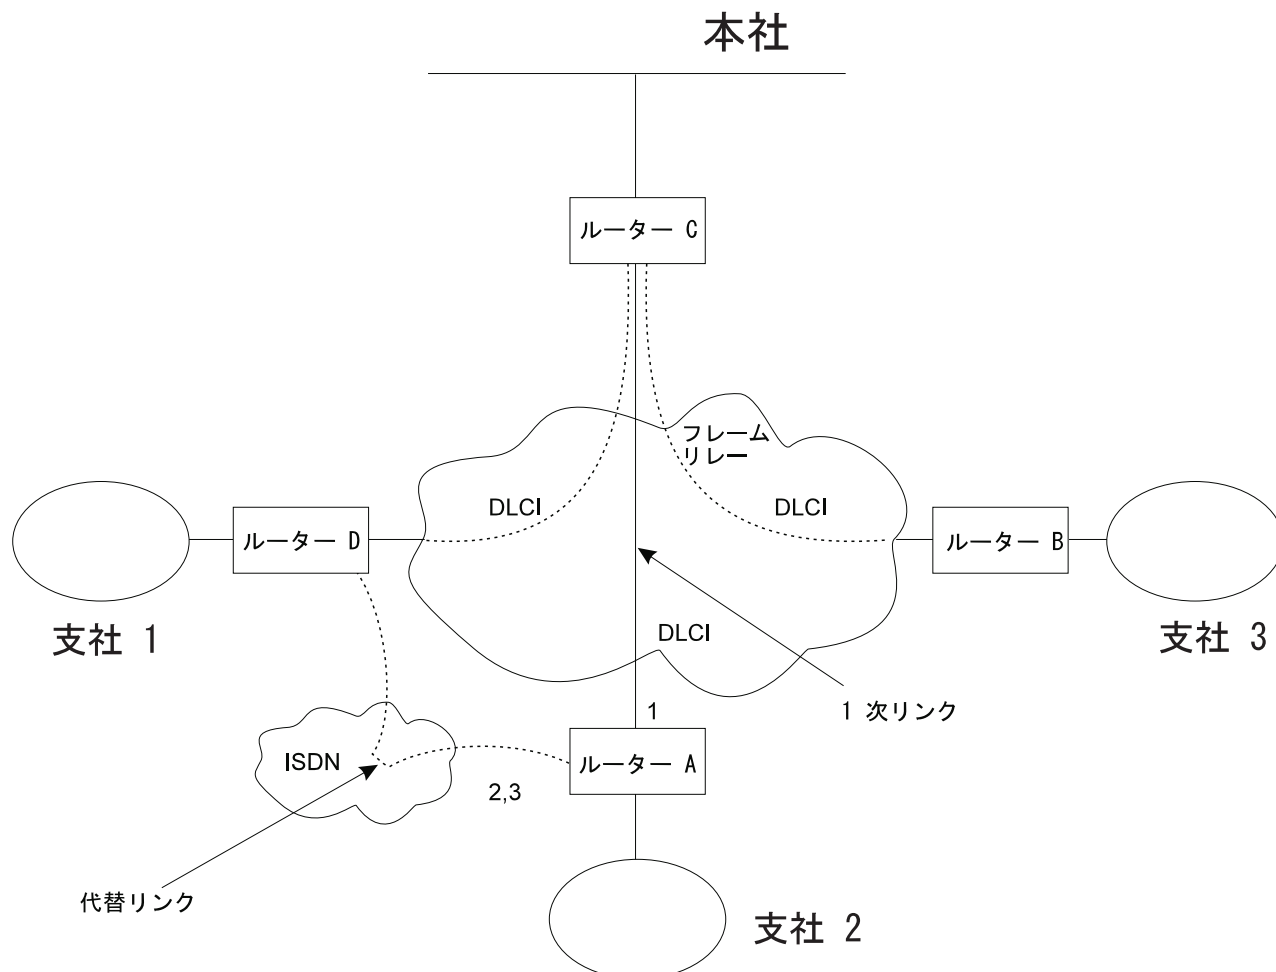 本社
ルーター C
フレーム
リレー
DLCI
DLCI
ルーター D
ルーター B
支社 1
DLCI
支社 3
1
1 次リンク
ISDN
ルーター A
2,3
代替リンク
支社 2